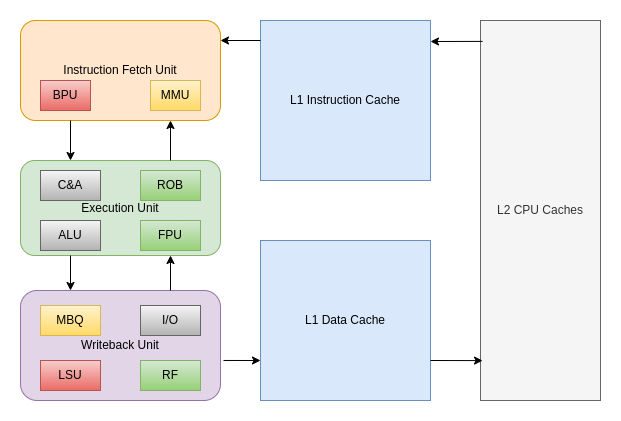 Instruction Fetch Unit
BPU
MMU
L1 Instruction Cache
C&A
ROB
Execution Unit
ALU
FPU
L2 CPU Caches
MBQ
I/O
Writeback Unit
LSU
RF
L1 Data Cache